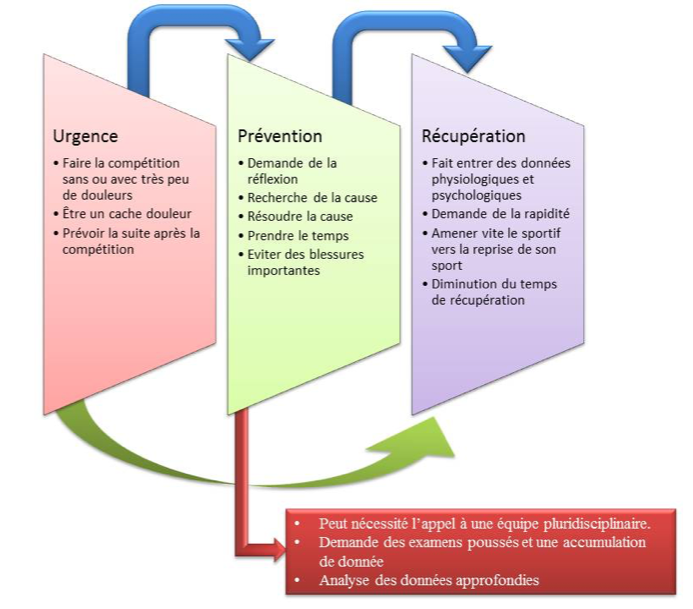 Urgence
• Faire la compétition
sans ou avec très peu
de douleurs
• Être un cache douleur
• Prévoir la suite après la
compétition
Prévention
• Demande de la
réflexion
• Recherche de la cause
• Résoudre la cause
• Prendre le temps
• Eviter des blessures
importantes
Récupération
• Fait entrer des données
physiologiques et
psychologiques
• Demande de la rapidité
• Amener vite le sportif
vers la reprise de son
sport
• Diminution du temps
de récupération
• Peut nécessité l’appel à une équipe pluridisciplinaire.
• Demande des examens poussés et une accumulation
de donnée
• Analyse des données approfondies